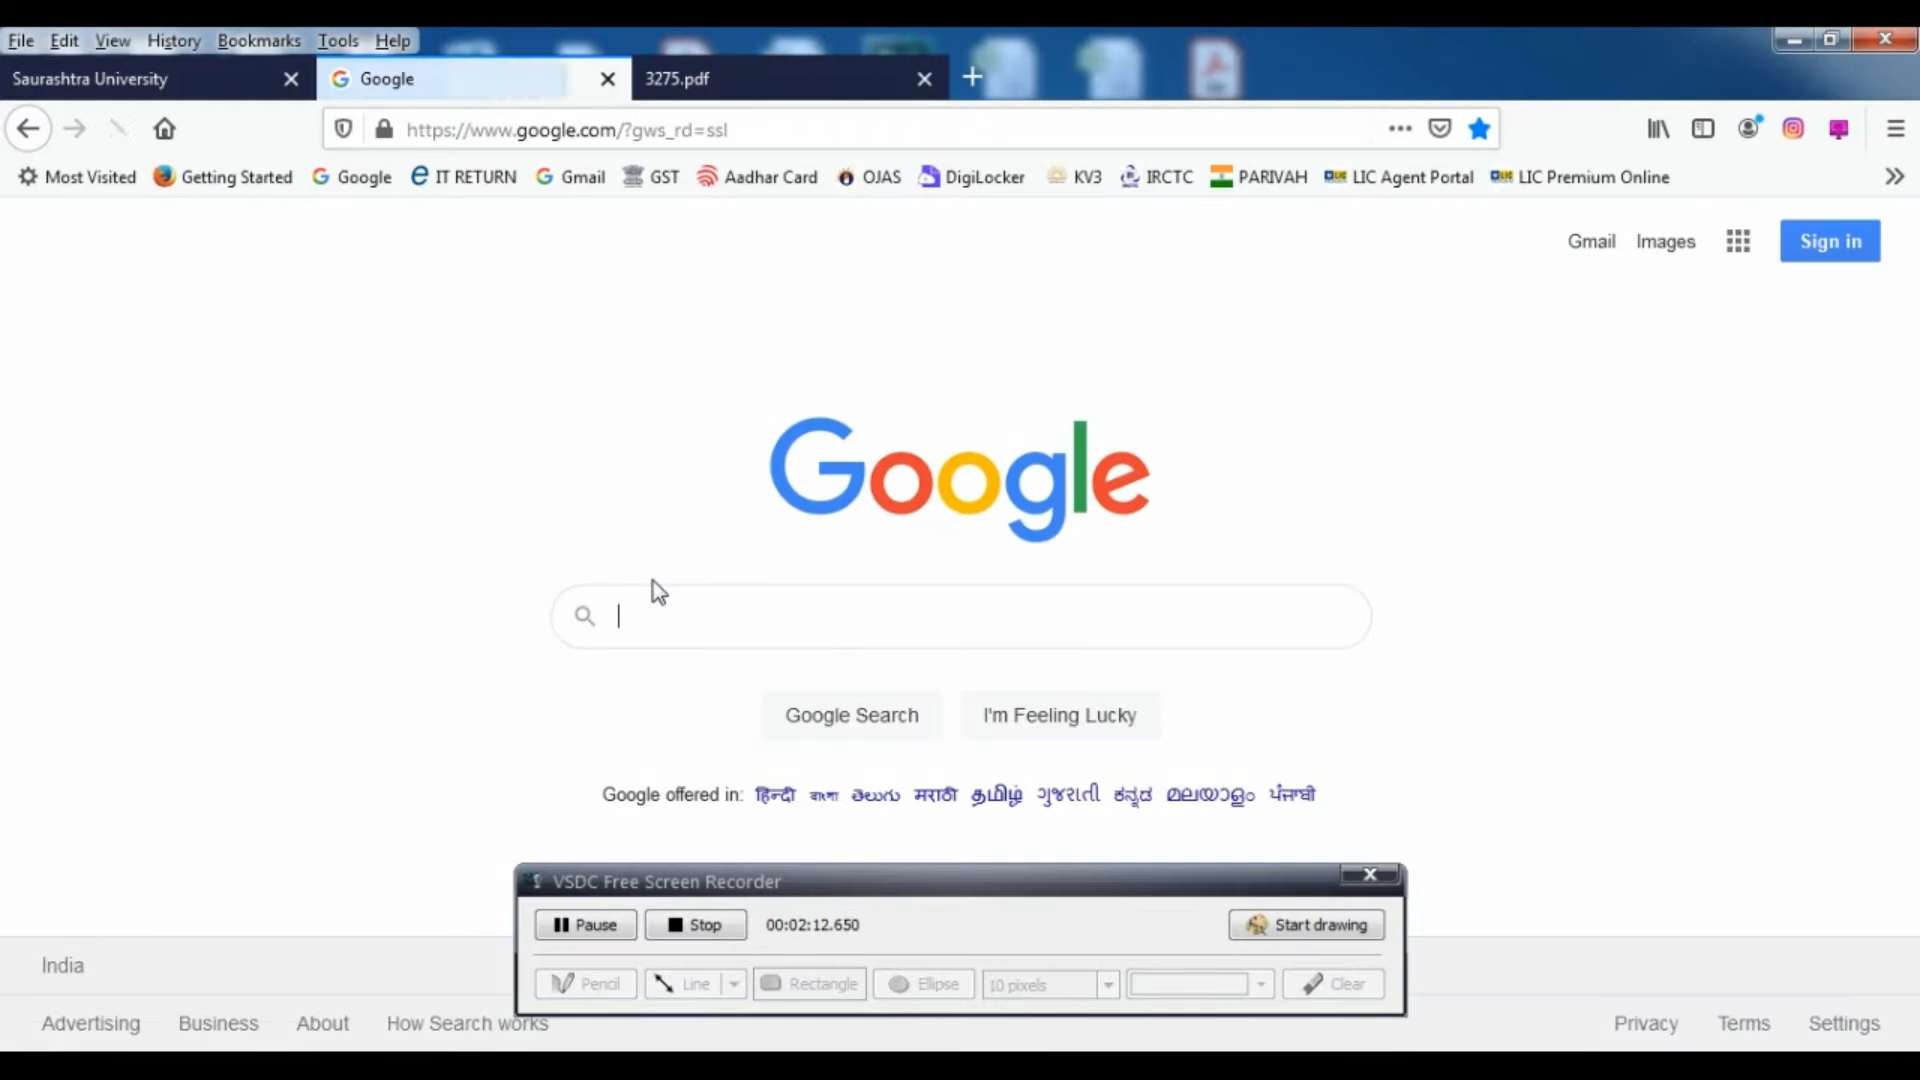 File Edit View History Bookmarks Tools Help
Saurashtra University Google 3275.pdf
https://www.google.com/?gws_rd=ssl
Most Visited Getting Started Google IT RETURN Gmail GST Aadhar Card OJAS DigiLocker KV3 IRCTC PARIVAH LIC Agent Portal LIC Premium Online
Gmail Images Sign in
Google
Google Search I'm Feeling Lucky
Google offered in: हिन्दी বাংলা తెలుగు मराठी தமிழ் ગુજરાતી ಕನ್ನಡ മലയാളം ਪੰਜਾਬੀ
VSDC Free Screen Recorder
Pause Stop 00:02:12.650 Start drawing
India
Pencil Line Rectangle Ellipse 10 pixels Clear
Advertising Business About How Search works Privacy Terms Settings